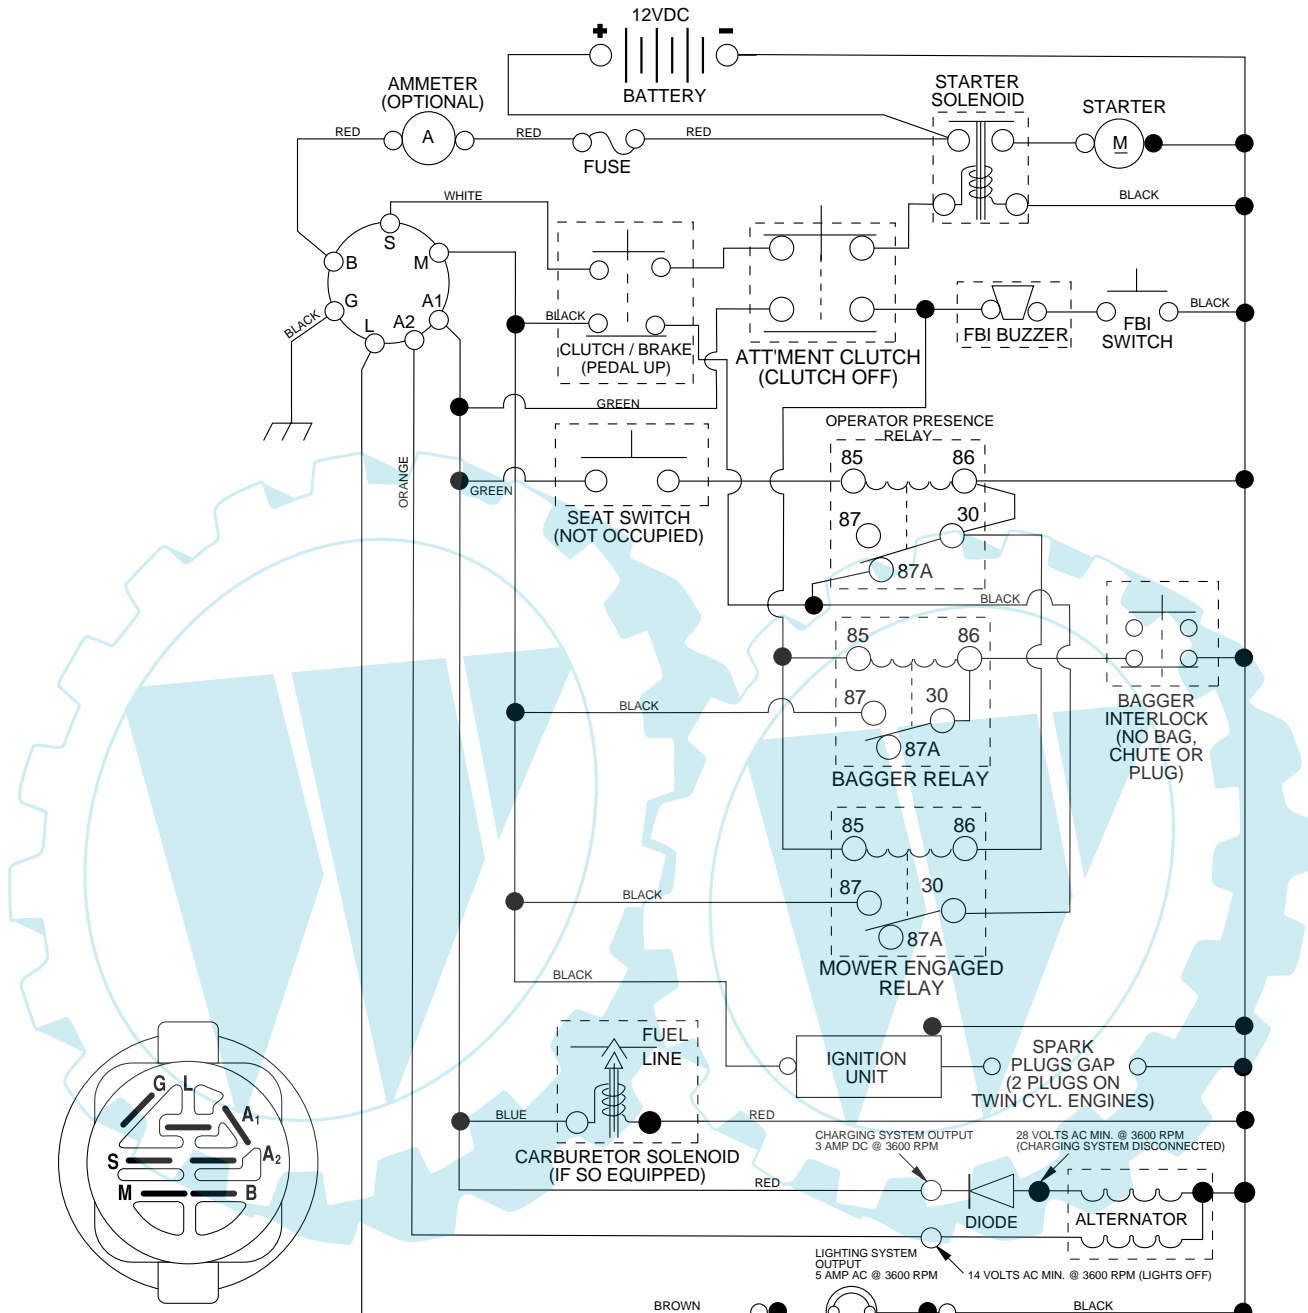 12VDC
+ -
BATTERY
AMMETER
(OPTIONAL)
A
RED
RED
RED
FUSE
STARTER
SOLENOID
STARTER
M
BLACK
WHITE
S
B
M
G
A1
L
A2
BLACK
BLACK
CLUTCH / BRAKE
(PEDAL UP)
ATT'MENT CLUTCH
(CLUTCH OFF)
FBI BUZZER
FBI
SWITCH
BLACK
GREEN
ORANGE
GREEN
SEAT SWITCH
(NOT OCCUPIED)
OPERATOR PRESENCE
RELAY
85 86
87 30
87A
BLACK
85 86
87 30
87A
BAGGER RELAY
BLACK
BAGGER
INTERLOCK
(NO BAG,
CHUTE OR
PLUG)
85 86
87 30
87A
MOWER ENGAGED
RELAY
BLACK
BLACK
FUEL
LINE
BLUE
CARBURETOR SOLENOID
(IF SO EQUIPPED)
RED
IGNITION
UNIT
SPARK
PLUGS GAP
(2 PLUGS ON
TWIN CYL. ENGINES)
CHARGING SYSTEM OUTPUT
3 AMP DC @ 3600 RPM
28 VOLTS AC MIN. @ 3600 RPM
(CHARGING SYSTEM DISCONNECTED)
RED
DIODE
ALTERNATOR
LIGHTING SYSTEM
OUTPUT
5 AMP AC @ 3600 RPM
14 VOLTS AC MIN. @ 3600 RPM (LIGHTS OFF)
BROWN
BLACK
G L
A1
S
A2
M
B